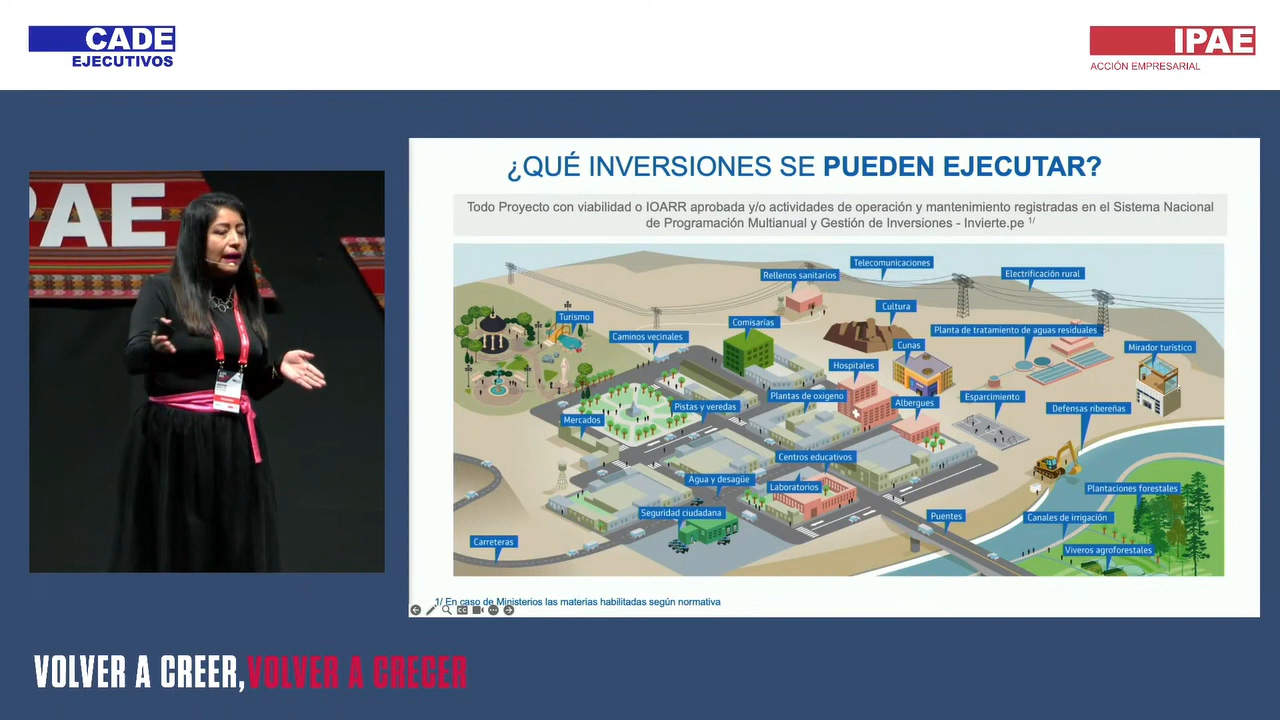 CADE
EJECUTIVOS
IPAE
ACCIÓN EMPRESARIAL
PAE
¿QUÉ INVERSIONES SE PUEDEN EJECUTAR?
Todo Proyecto con viabilidad o IOARR aprobada y/o actividades de operación y mantenimiento registradas en el Sistema Nacional
de Programación Multianual y Gestión de Inversiones - Invierte.pe 1/
Telecomunicaciones
Rellenos sanitarios
Electrificación rural
Cultura
Turismo
Comisarías
Planta de tratamiento de aguas residuales
Caminos vecinales
Cunas
Mirador turístico
Hospitales
Plantas de oxigeno
Esparcimiento
Albergues
Pistas y veredas
Defensas ribereñas
Mercados
Centros educativos
Agua y desagüe
Laboratorios
Plantaciones forestales
Seguridad ciudadana
Puentes
Canales de irrigación
Carreteras
Viveros agroforestales
1/ En caso de Ministerios las materias habilitadas según normativa
VOLVER A CREER, VOLVER A CRECER